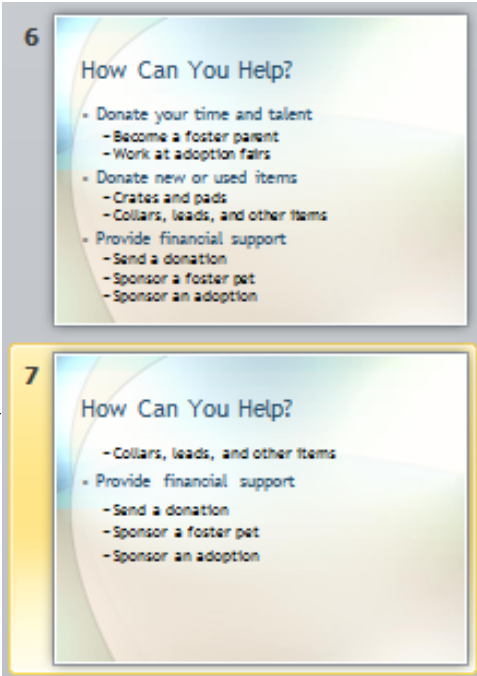 6
How Can You Help?
▪ Donate your time and talent
–Become a foster parent
–Work at adoption fairs
▪ Donate new or used items
–Crates and pads
–Collars, leads, and other items
▪ Provide financial support
–Send a donation
–Sponsor a foster pet
–Sponsor an adoption
7
How Can You Help?
–Collars, leads, and other items
▪ Provide financial support
–Send a donation
–Sponsor a foster pet
–Sponsor an adoption